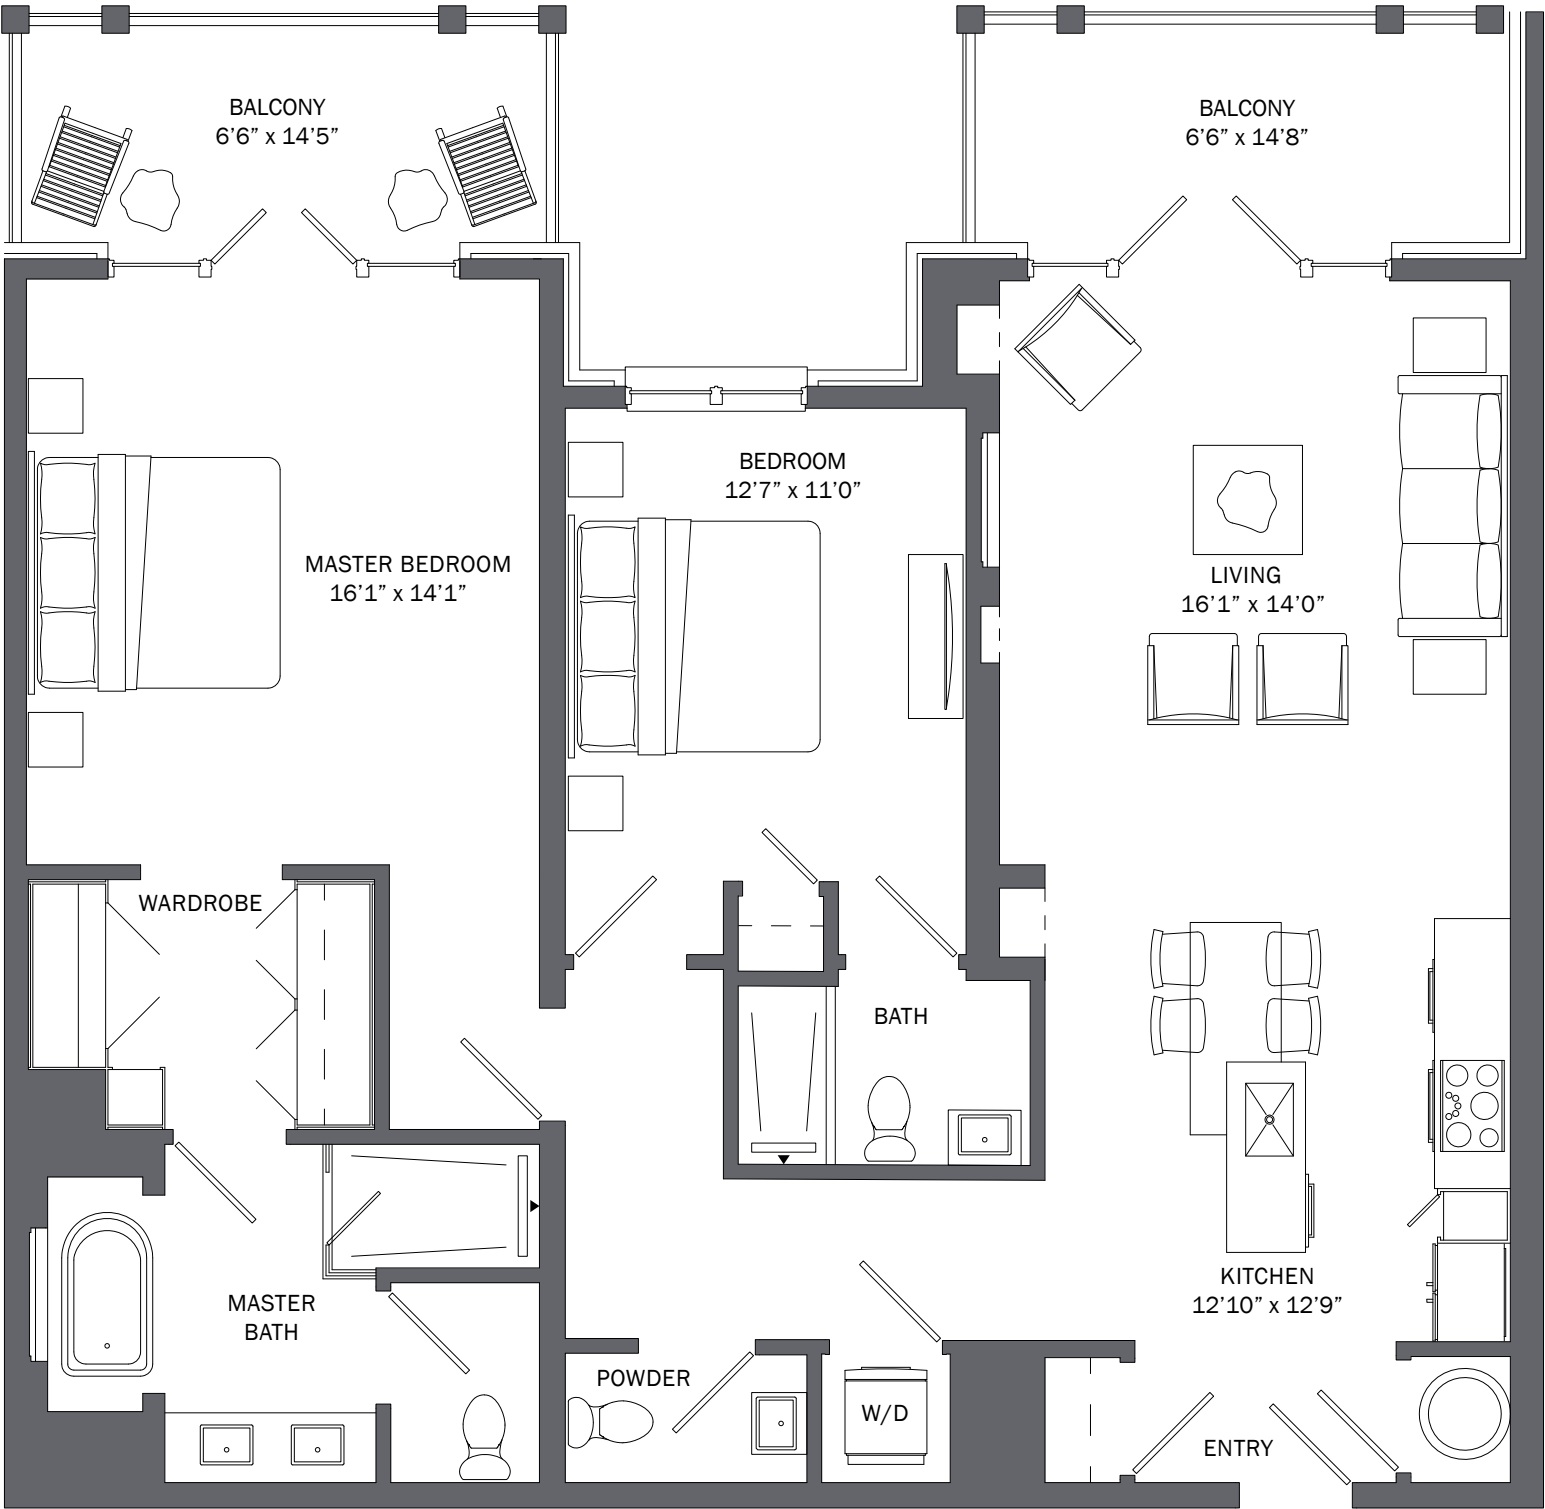 BALCONY
6’6” x 14’5”
BALCONY
6’6” x 14’8”
BEDROOM
12’7” x 11’0”
MASTER BEDROOM
16’1” x 14’1”
LIVING
16’1” x 14’0”
WARDROBE
BATH
KITCHEN
12’10” x 12’9”
MASTER
BATH
POWDER
W/D
ENTRY